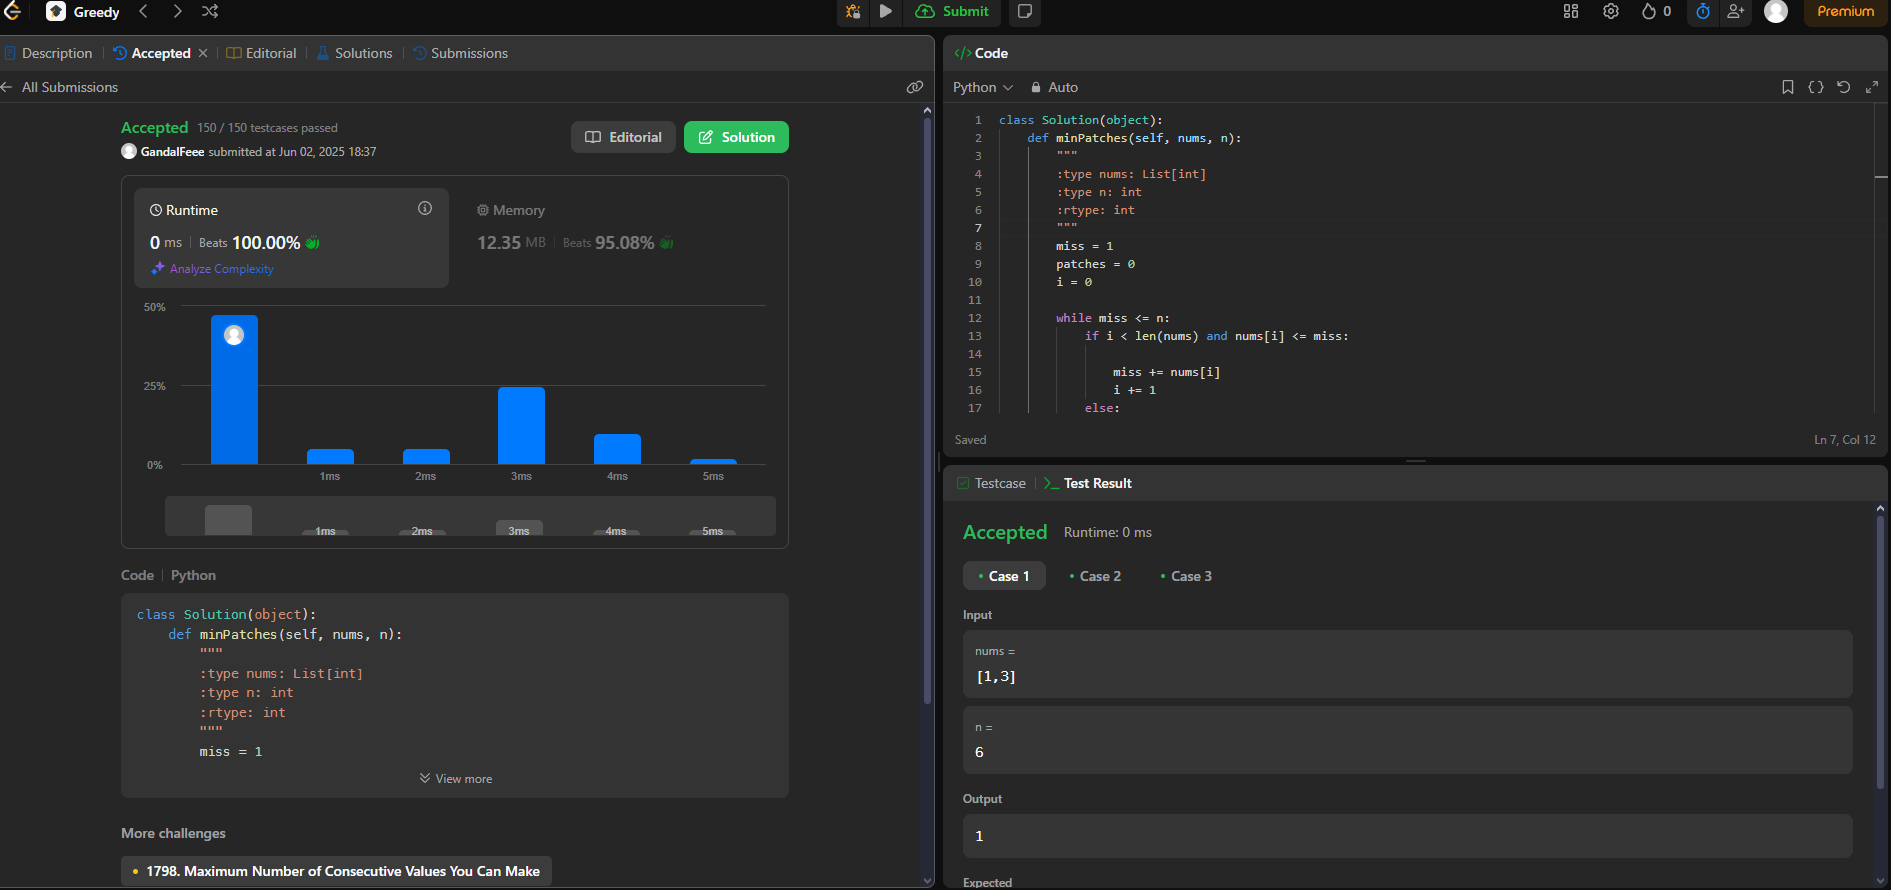 Greedy
Submit
0
Premium
Description
Accepted
Editorial
Solutions
Submissions
All Submissions
Accepted 150 / 150 testcases passed
GandalFeee submitted at Jun 02, 2025 18:37
Editorial
Solution
Runtime
0 ms Beats 100.00%
Analyze Complexity
Memory
12.35 MB Beats 95.08%
50%
25%
0%
1ms 2ms 3ms 4ms 5ms
1ms 2ms 3ms 4ms 5ms
Code Python
class Solution(object):
def minPatches(self, nums, n):
"""
:type nums: List[int]
:type n: int
:rtype: int
"""
miss = 1
View more
More challenges
1798. Maximum Number of Consecutive Values You Can Make
</> Code
Python
Auto
1 class Solution(object):
2 def minPatches(self, nums, n):
3 """
4 :type nums: List[int]
5 :type n: int
6 :rtype: int
7 """
8 miss = 1
9 patches = 0
10 i = 0
11
12 while miss <= n:
13 if i < len(nums) and nums[i] <= miss:
14
15 miss += nums[i]
16 i += 1
17 else:
Saved
Ln 7, Col 12
Testcase
Test Result
Accepted Runtime: 0 ms
Case 1
Case 2
Case 3
Input
nums =
[1,3]
n =
6
Output
1
Expected